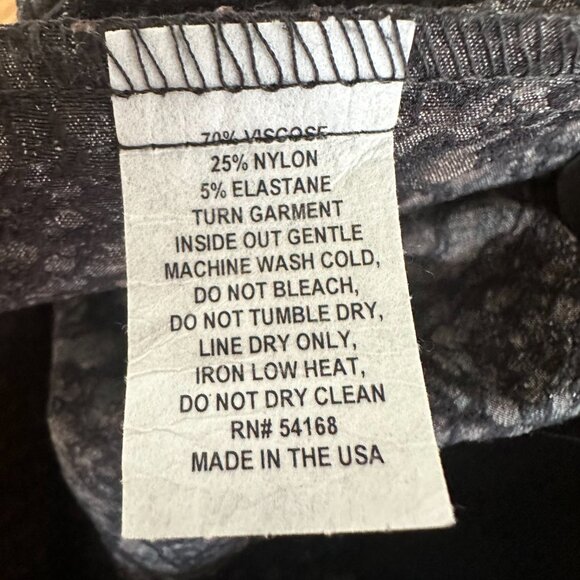 70% VISCOSE
25% NYLON
5% ELASTANE
TURN GARMENT
INSIDE OUT GENTLE
MACHINE WASH COLD,
DO NOT BLEACH,
DO NOT TUMBLE DRY,
LINE DRY ONLY,
IRON LOW HEAT,
DO NOT DRY CLEAN
RN# 54168
MADE IN THE USA